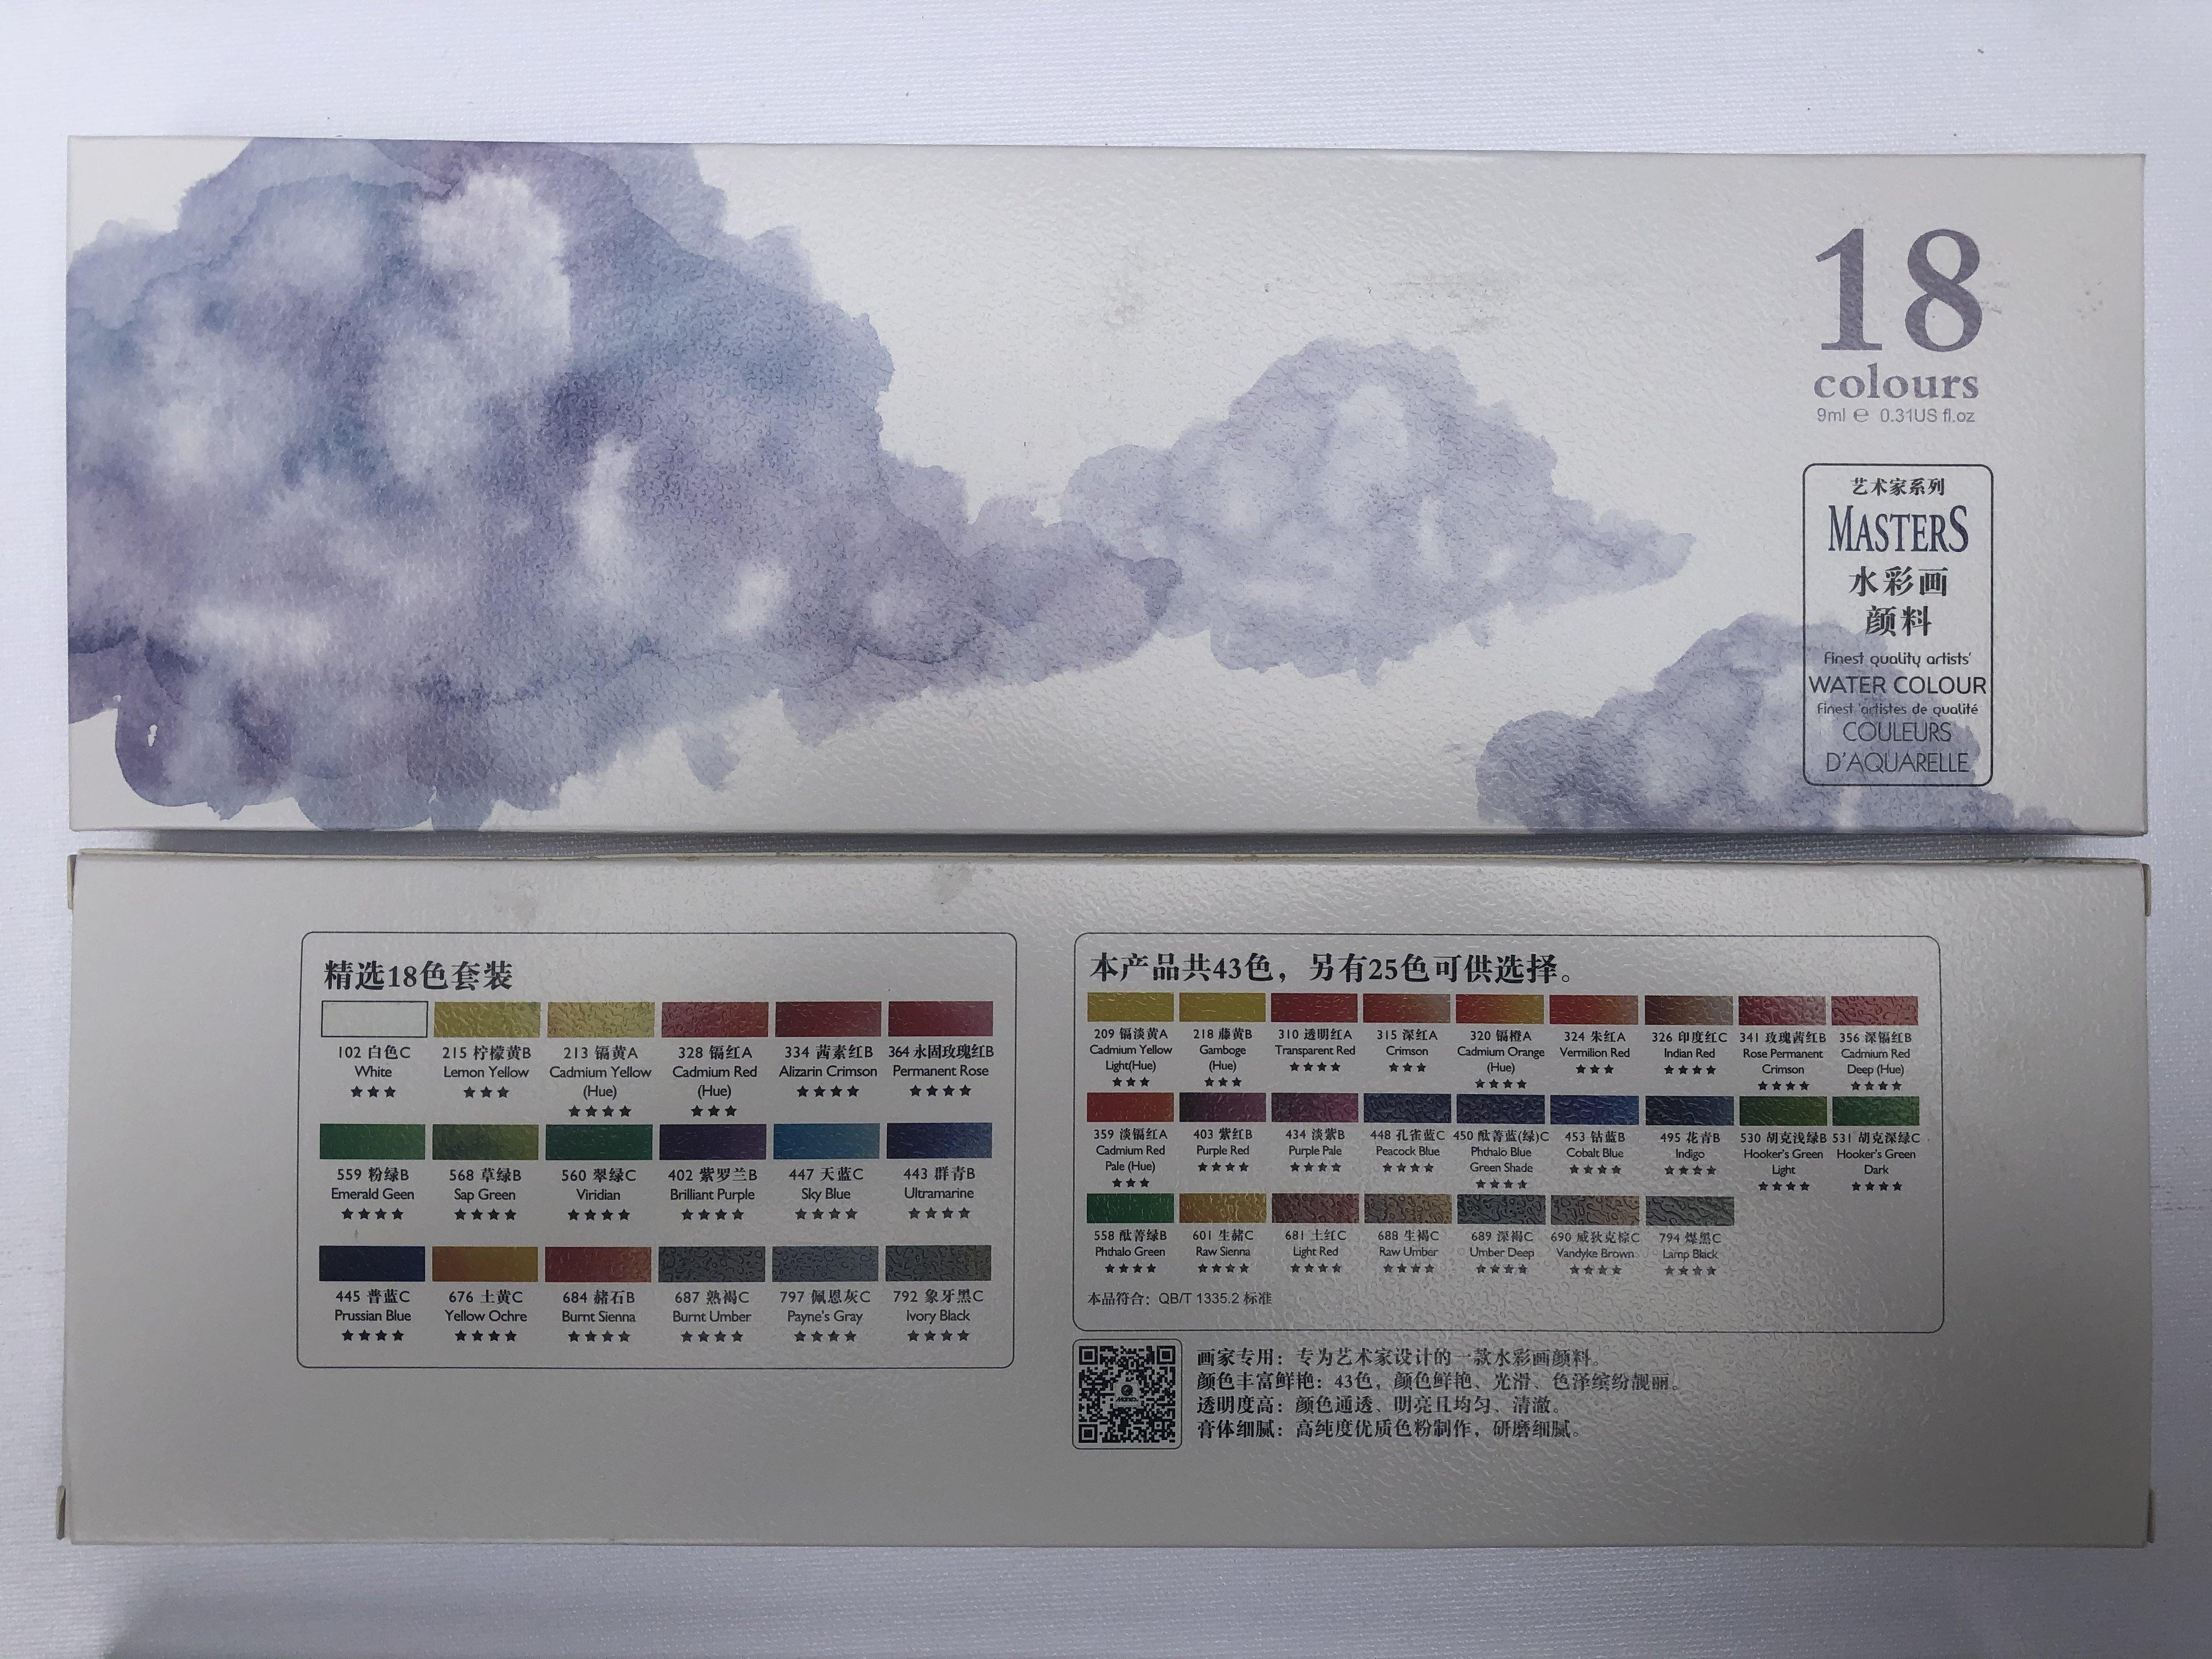 18
colours
9ml ℮ 0.31US fl.oz
艺术家系列
MASTERS
水彩画
颜料
Finest quality artists'
WATER COLOUR
Finest 'artistes de qualité
COULEURS
D'AQUARELLE
精选18色套装
102 白色C
White
★★★
215 柠檬黄B
Lemon Yellow
★★★
213 镉黄A
Cadmium Yellow
(Hue)
★★★★
328 镉红A
Cadmium Red
(Hue)
★★★
334 茜素红B
Alizarin Crimson
★★★★
364 永固玫瑰红B
Permanent Rose
★★★★
559 粉绿B
Emerald Geen
★★★★
568 草绿B
Sap Green
★★★★
560 翠绿C
Viridian
★★★★
402 紫罗兰B
Brilliant Purple
★★★★
447 天蓝C
Sky Blue
★★★★
443 群青B
Ultramarine
★★★★
445 普蓝C
Prussian Blue
★★★★
676 土黄C
Yellow Ochre
★★★★
684 赭石B
Burnt Sienna
★★★★
687 熟褐C
Burnt Umber
★★★★
797 佩恩灰C
Payne's Gray
★★★★
792 象牙黑C
Ivory Black
★★★★
本产品共43色，另有25色可供选择。
209 镉淡黄A
Cadmium Yellow
Light(Hue)
★★★
218 藤黄B
Gamboge
(Hue)
★★★
310 透明红A
Transparent Red
★★★★
315 深红A
Crimson
★★★
320 镉橙A
Cadmium Orange
(Hue)
★★★★
324 朱红A
Vermilion Red
★★★
326 印度红C
Indian Red
★★★★
341 玫瑰茜红B
Rose Permanent
Crimson
★★★★
356 深镉红B
Cadmium Red
Deep (Hue)
★★★★
359 淡镉红A
Cadmium Red
Pale (Hue)
★★★
403 紫红B
Purple Red
★★★★
434 淡紫B
Purple Pale
★★★★
448 孔雀蓝C
Peacock Blue
★★★★
450 酞菁蓝(绿)C
Phthalo Blue
Green Shade
★★★★
453 钴蓝B
Cobalt Blue
★★★★
495 花青B
Indigo
★★★★
530 胡克浅绿B
Hooker's Green
Light
★★★★
531 胡克深绿C
Hooker's Green
Dark
★★★★
558 酞菁绿B
Phthalo Green
★★★★
601 生赭C
Raw Sienna
★★★★
681 土红C
Light Red
★★★★
688 生褐C
Raw Umber
★★★★
689 深褐C
Umber Deep
★★★★
690 威狄克棕C
Vandyke Brown
★★★★
794 煤黑C
Lamp Black
★★★★
本品符合：QB/T 1335.2 标准
画家专用：专为艺术家设计的一款水彩画颜料。
颜色丰富鲜艳：43色，颜色鲜艳、光滑、色泽缤纷靓丽。
透明度高：颜色通透、明亮且均匀、清澈。
膏体细腻：高纯度优质色粉制作，研磨细腻。